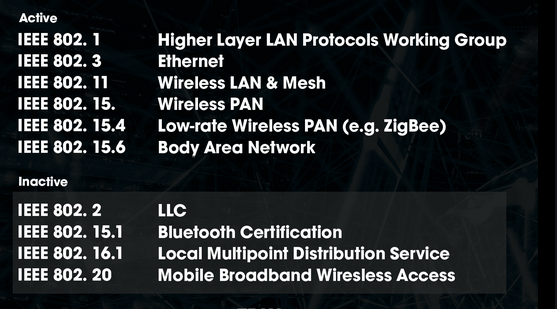 Active
IEEE 802. 1 Higher Layer LAN Protocols Working Group
IEEE 802. 3 Ethernet
IEEE 802. 11 Wireless LAN & Mesh
IEEE 802. 15. Wireless PAN
IEEE 802. 15.4 Low-rate Wireless PAN (e.g. ZigBee)
IEEE 802. 15.6 Body Area Network
Inactive
IEEE 802. 2 LLC
IEEE 802. 15.1 Bluetooth Certification
IEEE 802. 16.1 Local Multipoint Distribution Service
IEEE 802. 20 Mobile Broadband Wiresless Access